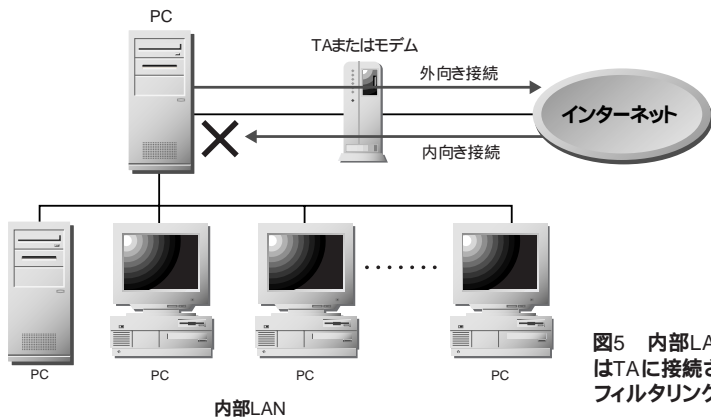 PC
TAまたはモデム
外向き接続
インターネット
内向き接続
PC
PC
PC
PC
内部LAN
図5 内部LA
はTAに接続さ
フィルタリング